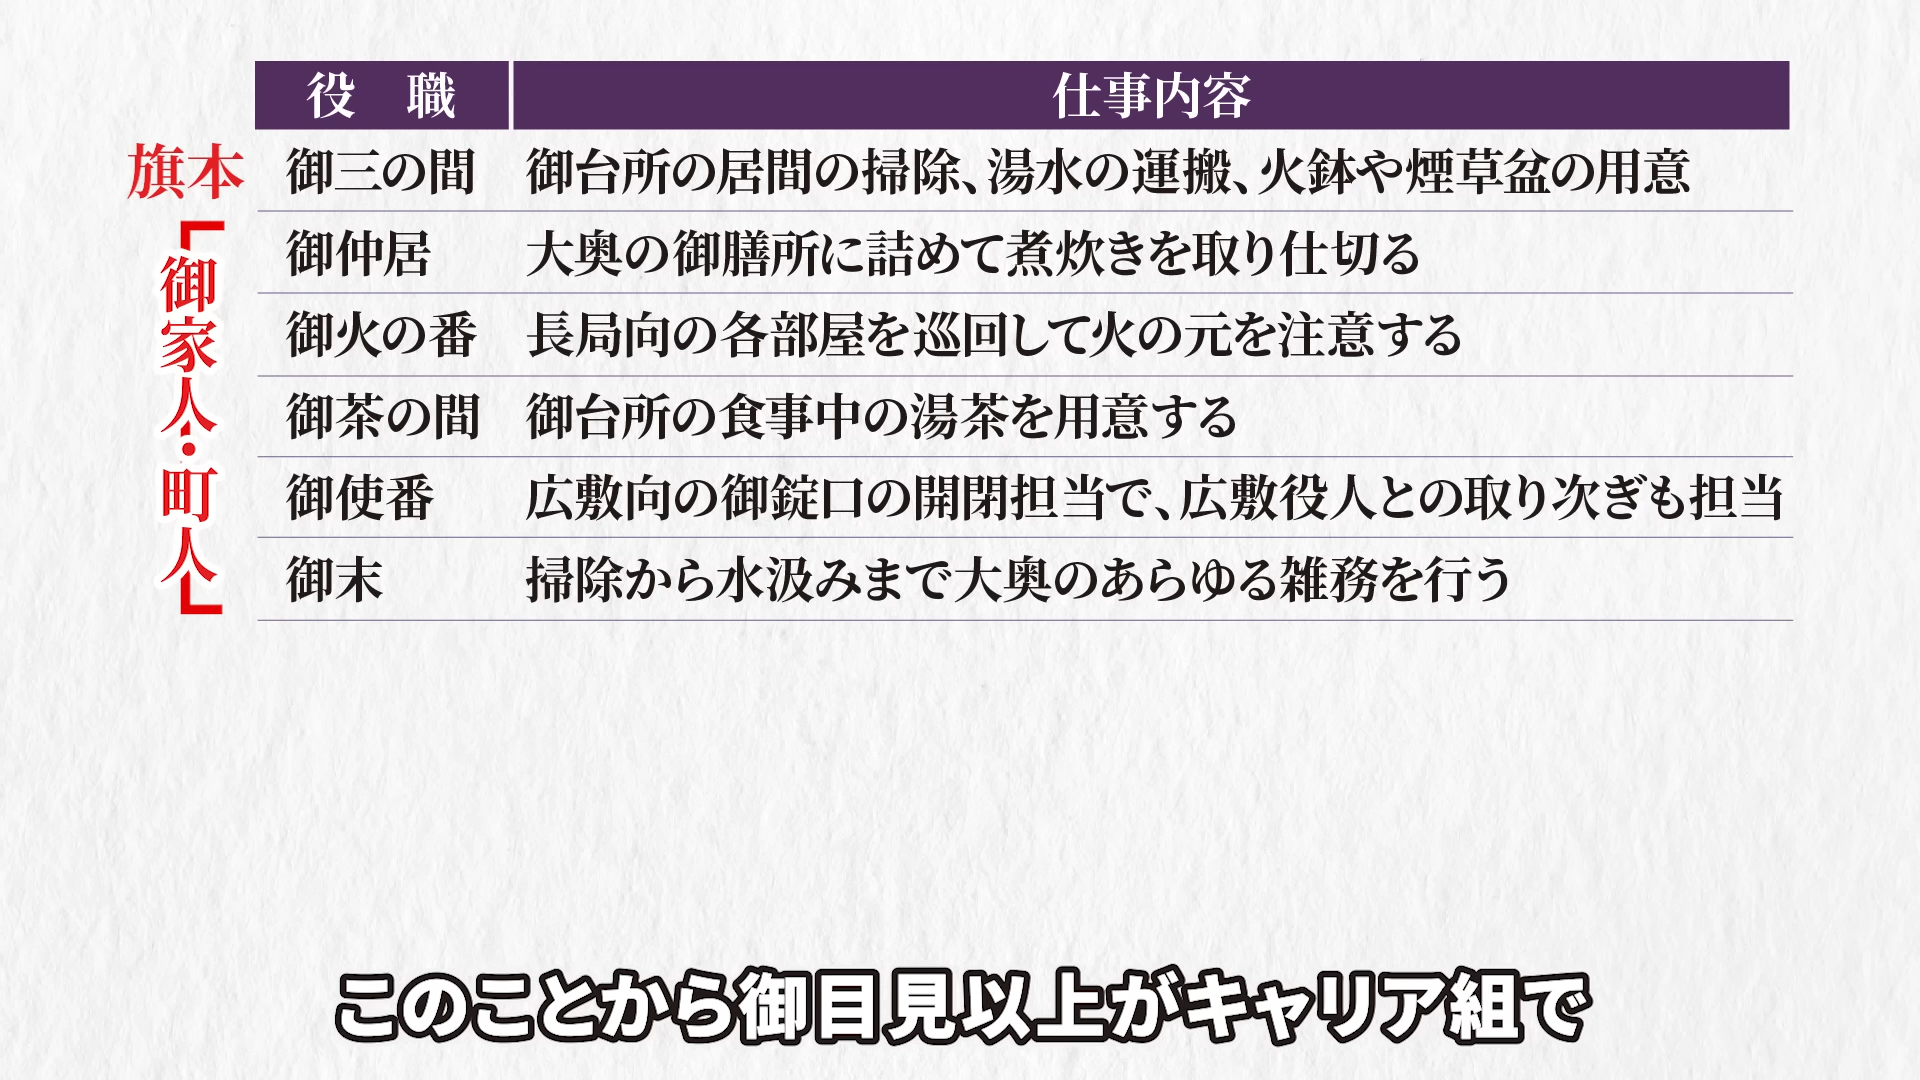 役 職 仕事内容
旗本 御三の間 御台所の居間の掃除、湯水の運搬、火鉢や煙草盆の用意
御家人・町人
御仲居 大奥の御膳所に詰めて煮炊きを取り仕切る
御火の番 長局向の各部屋を巡回して火の元を注意する
御茶の間 御台所の食事中の湯茶を用意する
御使番 広敷向の御錠口の開閉担当で、広敷役人との取り次ぎも担当
御末 掃除から水汲みまで大奥のあらゆる雑務を行う
このことから御目見以上がキャリア組で